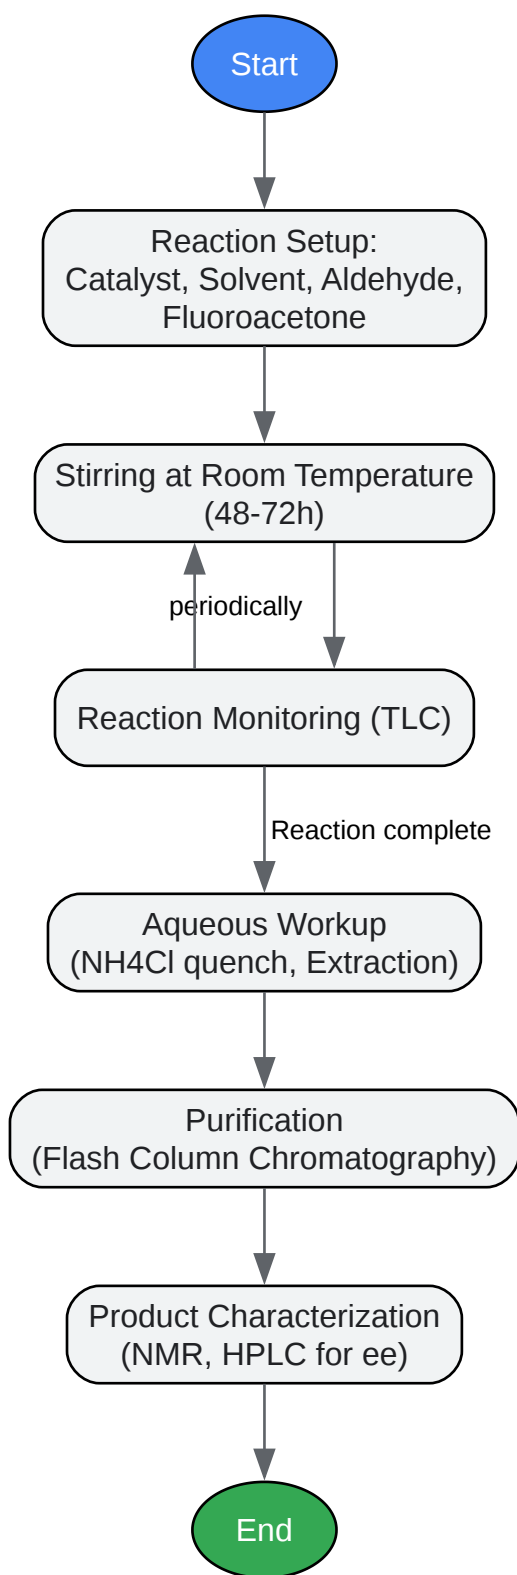 Start
Reaction Setup:
Catalyst, Solvent, Aldehyde,
Fluoroacetone
Stirring at Room Temperature
(48-72h)
periodically
Reaction Monitoring (TLC)
Reaction complete
Aqueous Workup
(NH4Cl quench, Extraction)
Purification
(Flash Column Chromatography)
Product Characterization
(NMR, HPLC for ee)
End